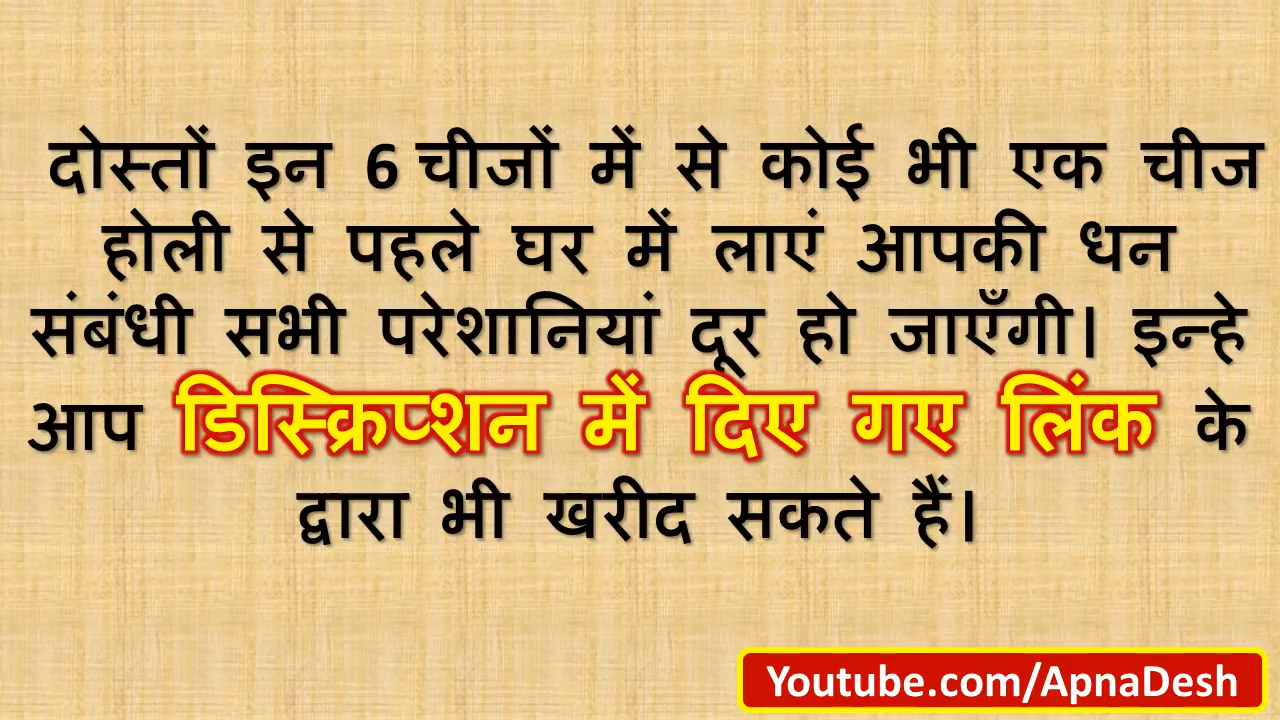 दोस्तों इन 6 चीजों में से कोई भी एक चीज
होली से पहले घर में लाएं आपकी धन
संबंधी सभी परेशानियां दूर हो जाएँगी। इन्हे
आप डिस्क्रिप्शन में दिए गए लिंक के
द्वारा भी खरीद सकते हैं।
Youtube.com/ApnaDesh